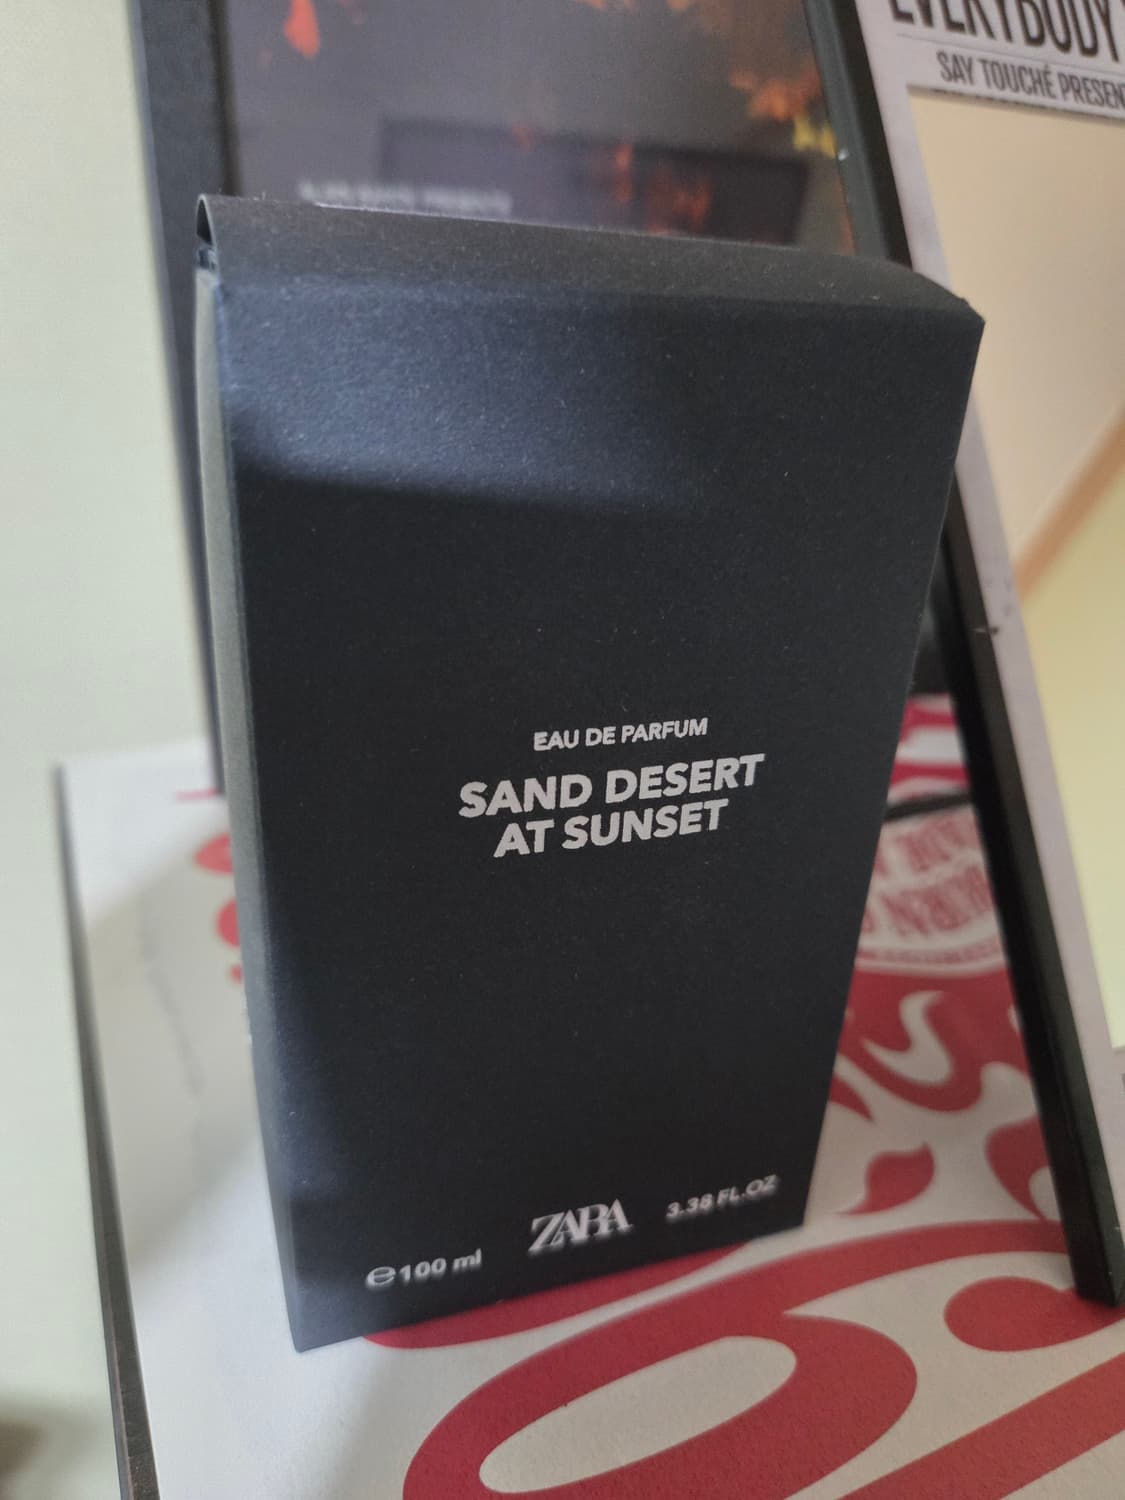 EVERYBODY
SAY TOUCHÉ PRESEN
EAU DE PARFUM
SAND DESERT
AT SUNSET
ZARA
3.38 FL.OZ
℮100 ml